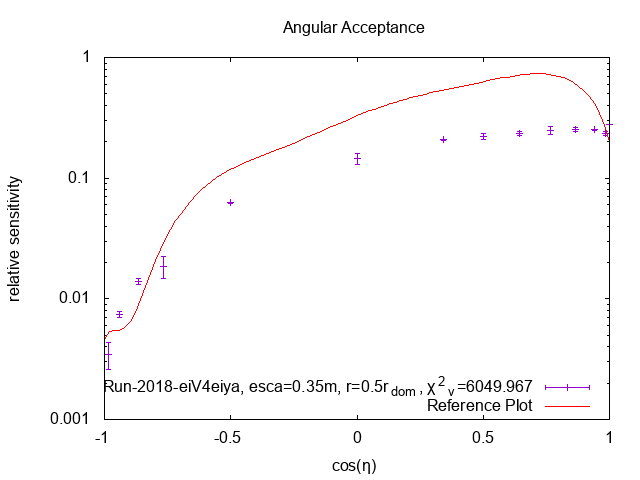 Angular Acceptance
relative sensitivity
1
0.1
0.01
0.001
Run-2018-eiV4eiya, esca=0.35m, r=0.5r_dom, χ²_v=6049.967
Reference Plot
-1 -0.5 0 0.5 1
cos(η)